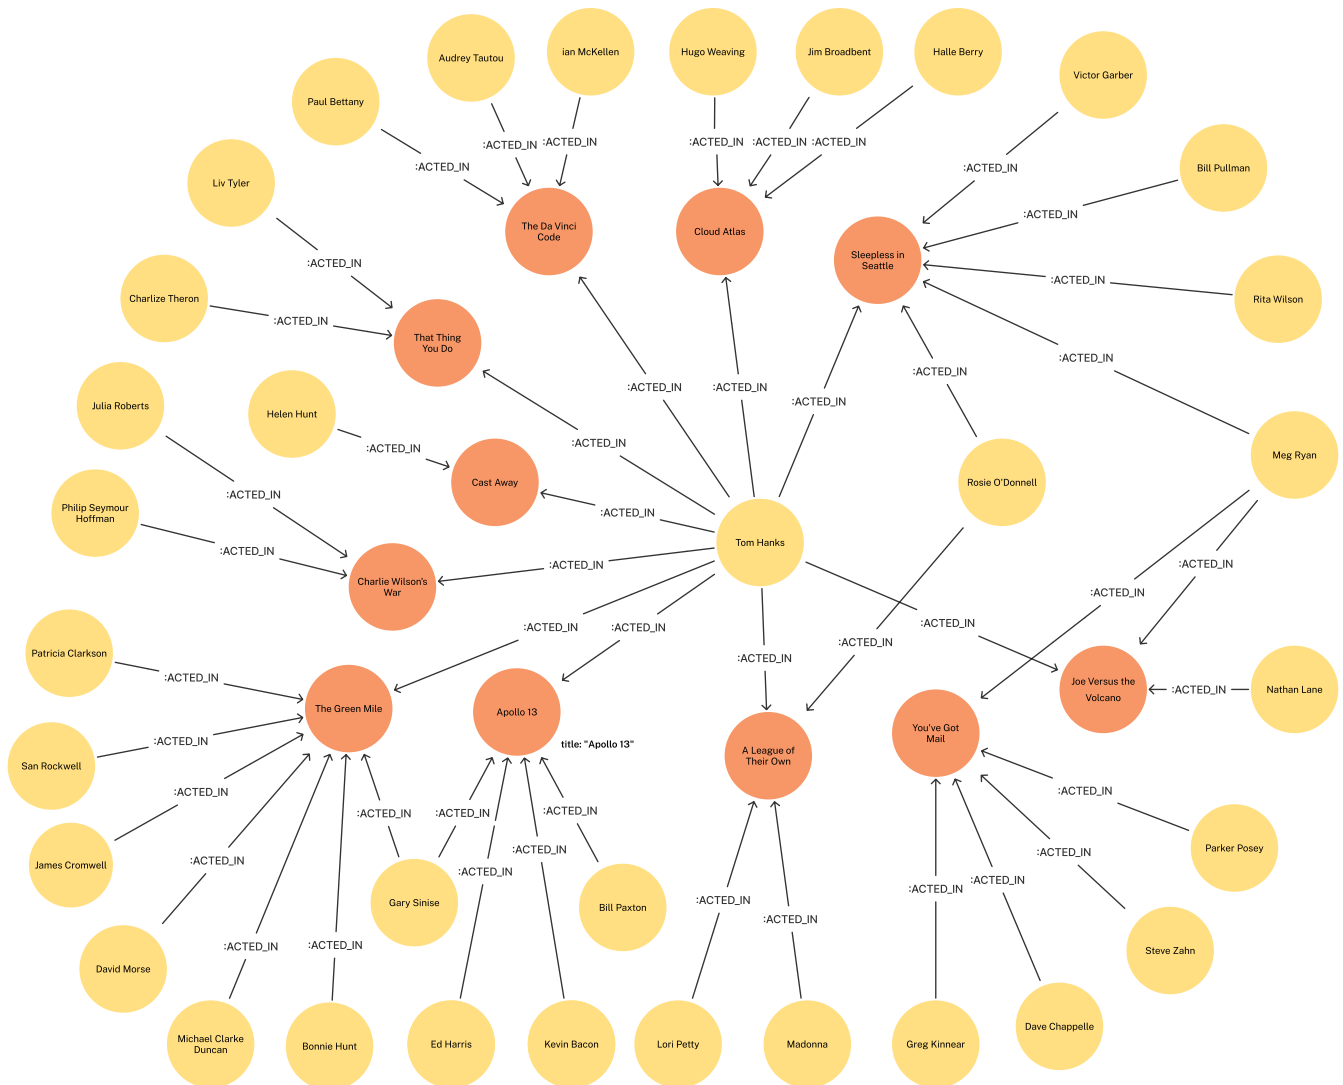 ian McKellen
Hugo Weaving
Jim Broadbent
Halle Berry
Audrey Tautou
Victor Garber
Paul Bettany
:ACTED_IN
:ACTED_IN
:ACTED_IN
:ACTED_IN
:ACTED_IN
:ACTED_IN
:ACTED_IN
:ACTED_IN
Bill Pullman
Liv Tyler
:ACTED_IN
The Da Vinci
Code
Cloud Atlas
Sleepless in
Seattle
:ACTED_IN
:ACTED_IN
Charlize Theron
Rita Wilson
:ACTED_IN
That Thing
You Do
:ACTED_IN
:ACTED_IN
:ACTED_IN
:ACTED_IN
:ACTED_IN
Julia Roberts
Helen Hunt
:ACTED_IN
:ACTED_IN
Meg Ryan
Cast Away
Rosie O'Donnell
:ACTED_IN
Philip Seymour
Hoffman
:ACTED_IN
Tom Hanks
:ACTED_IN
:ACTED_IN
:ACTED_IN
Charlie Wilson's
War
:ACTED_IN
:ACTED_IN
:ACTED_IN
:ACTED_IN
:ACTED_IN
Patricia Clarkson
:ACTED_IN
:ACTED_IN
:ACTED_IN
Joe Versus the
Volcano
:ACTED_IN
Nathan Lane
The Green Mile
Apollo 13
title: "Apollo 13"
You've Got
Mail
:ACTED_IN
A League of
Their Own
San Rockwell
:ACTED_IN
:ACTED_IN
:ACTED_IN
:ACTED_IN
:ACTED_IN
Parker Posey
James Cromwell
:ACTED_IN
:ACTED_IN
:ACTED_IN
:ACTED_IN
:ACTED_IN
:ACTED_IN
Gary Sinise
Bill Paxton
:ACTED_IN
:ACTED_IN
:ACTED_IN
:ACTED_IN
Steve Zahn
David Morse
Dave Chappelle
Michael Clarke
Duncan
Bonnie Hunt
Ed Harris
Kevin Bacon
Lori Petty
Madonna
Greg Kinnear